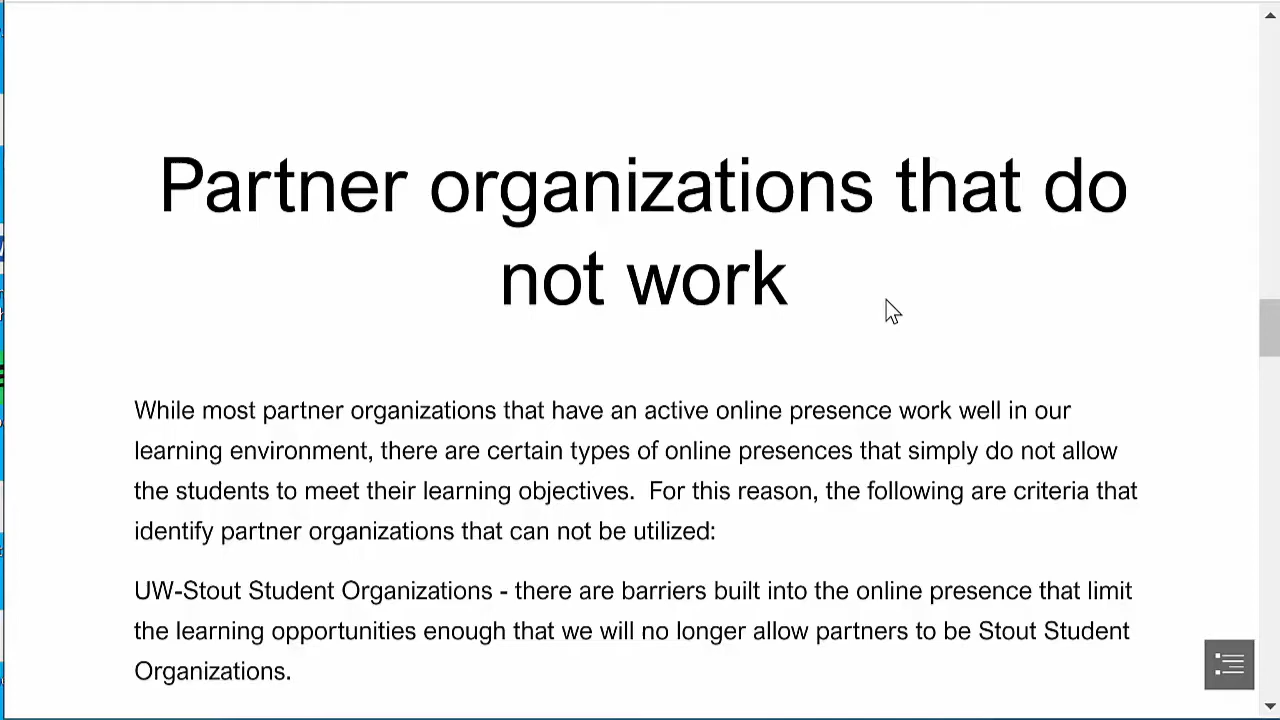 Partner organizations that do
not work
While most partner organizations that have an active online presence work well in our
learning environment, there are certain types of online presences that simply do not allow
the students to meet their learning objectives.  For this reason, the following are criteria that
identify partner organizations that can not be utilized:
UW-Stout Student Organizations - there are barriers built into the online presence that limit
the learning opportunities enough that we will no longer allow partners to be Stout Student
Organizations.